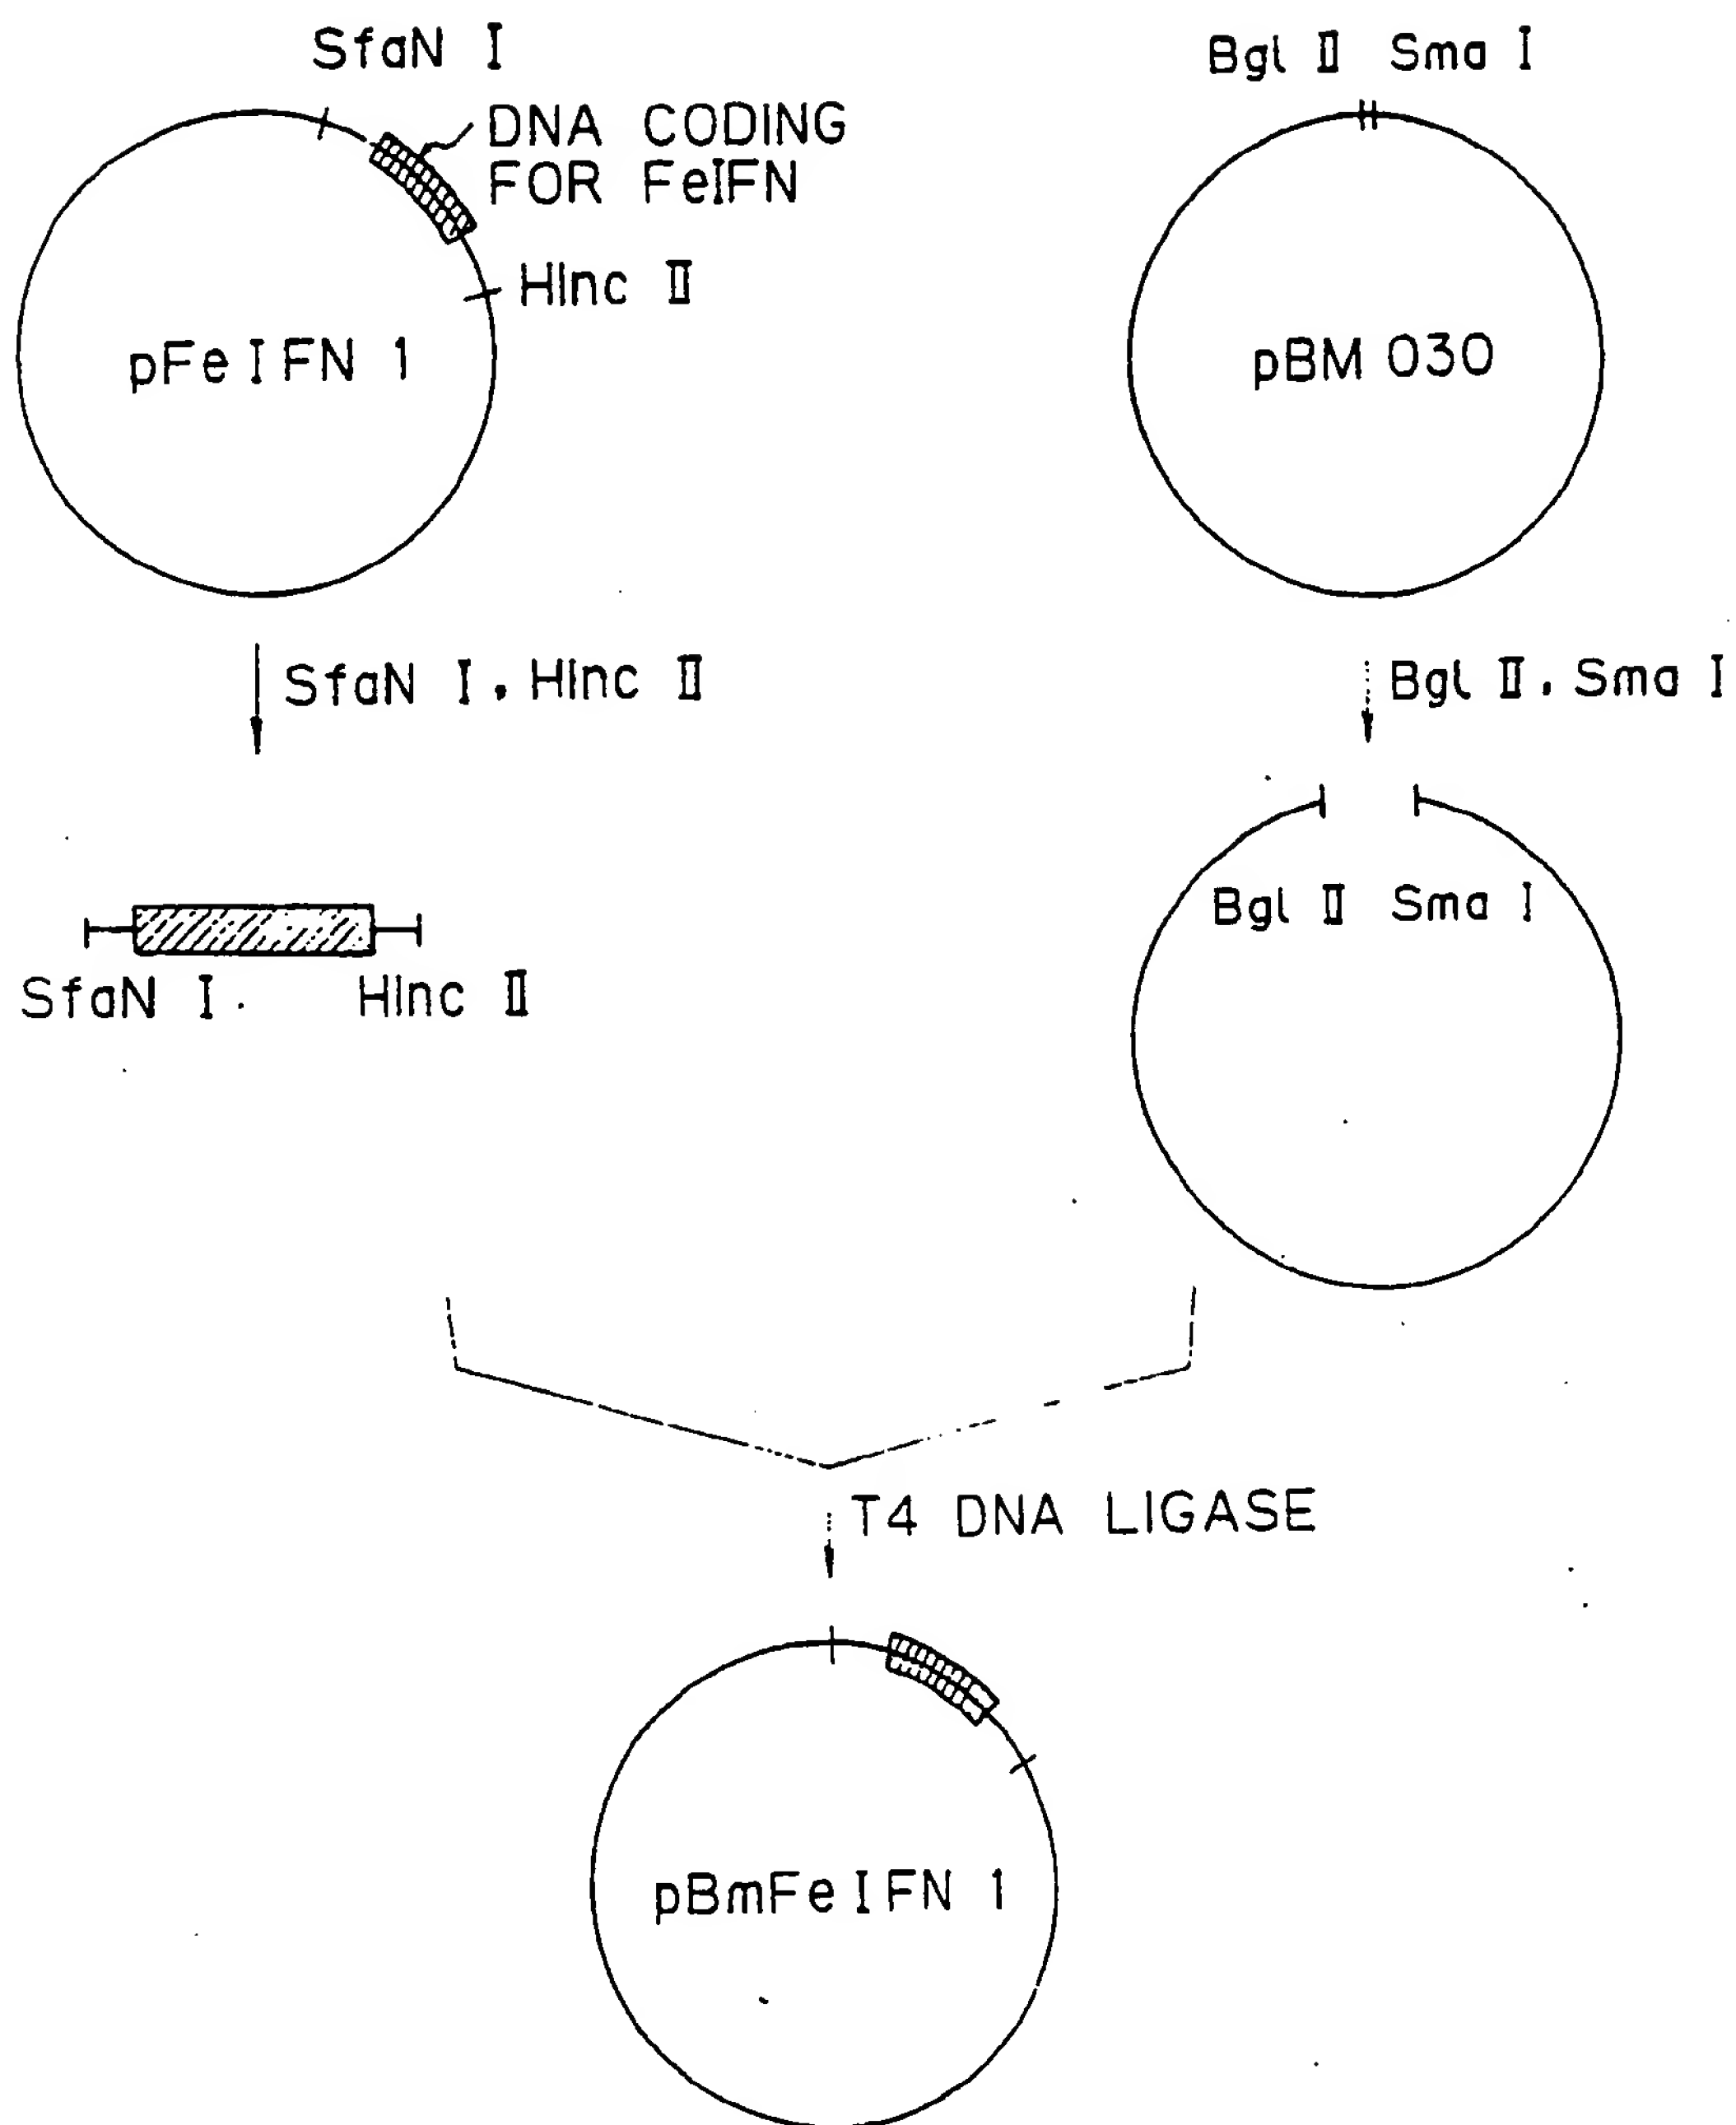 SfaN I
DNA CODING
FOR FeIFN
HInc II
pFeIFN 1
Bgl II Sma I
pBM 030
SfaN I, HInc II
Bgl II, Sma I
SfaN I. HInc II
Bgl II Sma I
T4 DNA LIGASE
pBmFeIFN 1